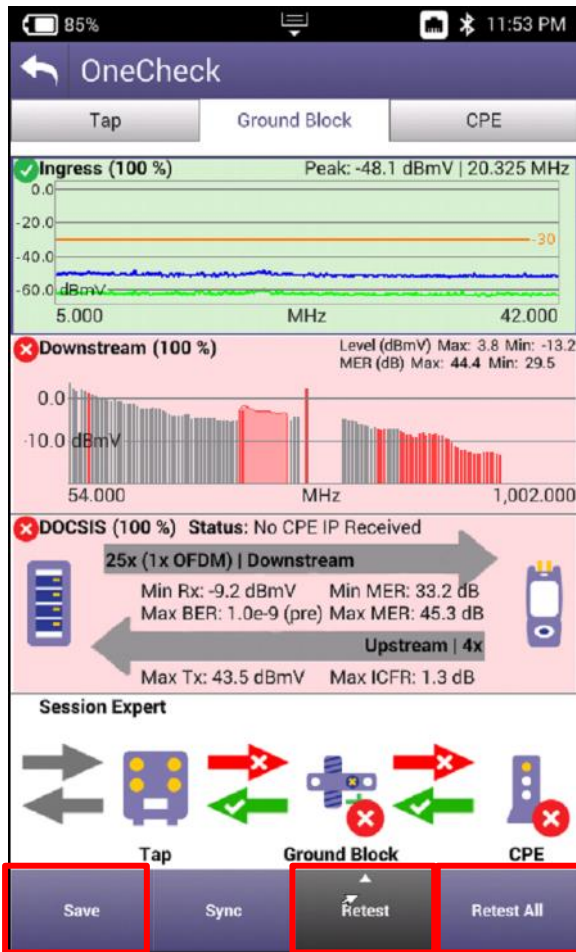 85% 11:53 PM
OneCheck
Tap Ground Block CPE
Ingress (100 %) Peak: -48.1 dBmV | 20.325 MHz
0.0
-20.0
-30
-40.0
-60.0 dBmV
5.000 MHz 42.000
Downstream (100 %) Level (dBmV) Max: 3.8 Min: -13.2
MER (dB) Max: 44.4 Min: 29.5
0.0
-10.0 dBmV
54.000 MHz 1,002.000
DOCSIS (100 %) Status: No CPE IP Received
25x (1x OFDM) | Downstream
Min Rx: -9.2 dBmV Min MER: 33.2 dB
Max BER: 1.0e-9 (pre) Max MER: 45.3 dB
Upstream | 4x
Max Tx: 43.5 dBmV Max ICFR: 1.3 dB
Session Expert
Tap Ground Block CPE
Save Sync Retest Retest All